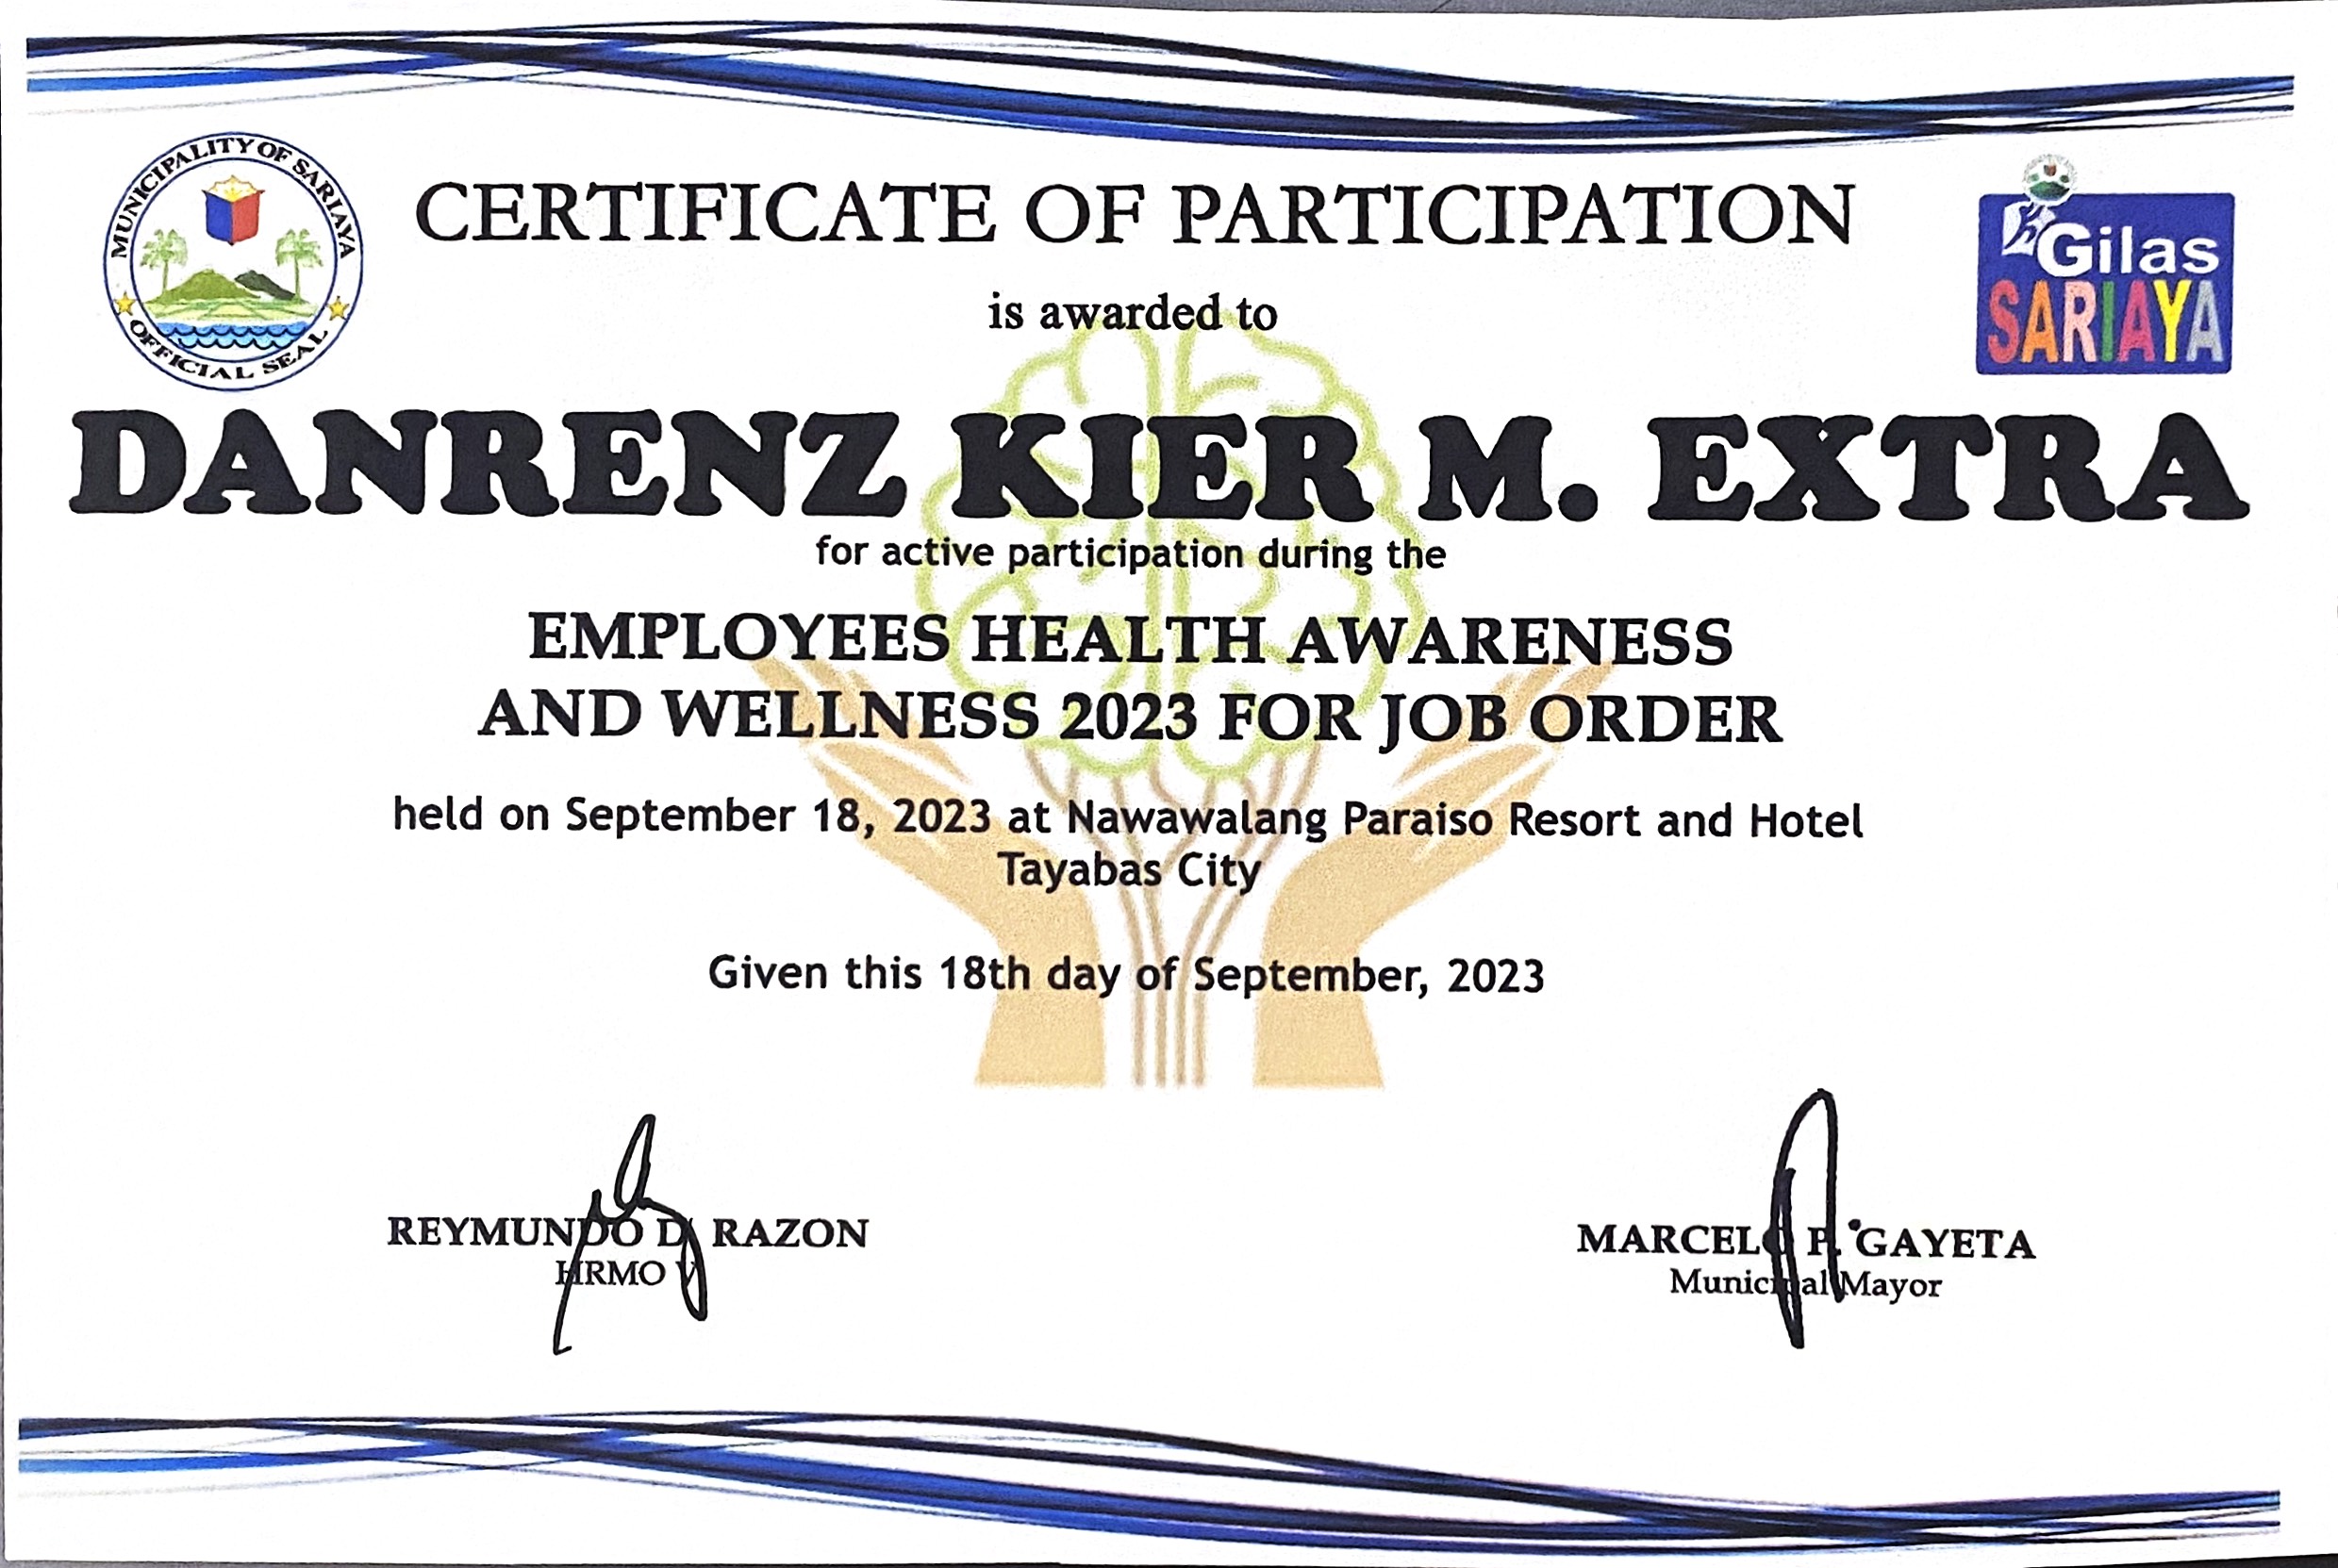 MUNICIPALITY OF SARIAYA
OFFICIAL SEAL
CERTIFICATE OF PARTICIPATION
Gilas
SARIAYA
is awarded to
DANRENZ KIER M. EXTRA
for active participation during the
EMPLOYEES HEALTH AWARENESS
AND WELLNESS 2023 FOR JOB ORDER
held on September 18, 2023 at Nawawalang Paraiso Resort and Hotel
Tayabas City
Given this 18th day of September, 2023
REYMUNDO D. RAZON
HRMO V
MARCELO P. GAYETA
Municipal Mayor